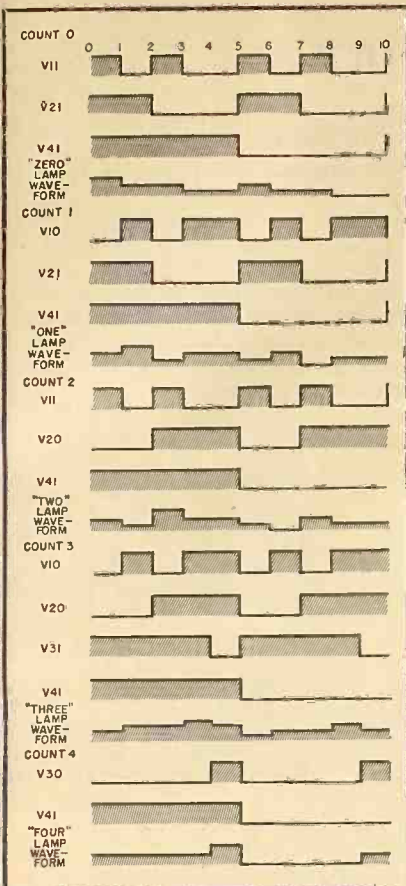 COUNT 0
0 1 2 3 4 5 6 7 8 9 10
V11
V21
V41
"ZERO"
LAMP
WAVE-
FORM
COUNT 1
V10
V21
V41
"ONE"
LAMP
WAVE-
FORM
COUNT 2
V11
V20
V41
"TWO"
LAMP
WAVE-
FORM
COUNT 3
V10
V20
V31
V41
"THREE"
LAMP
WAVE-
FORM
COUNT 4
V30
V41
"FOUR"
LAMP
WAVE-
FORM